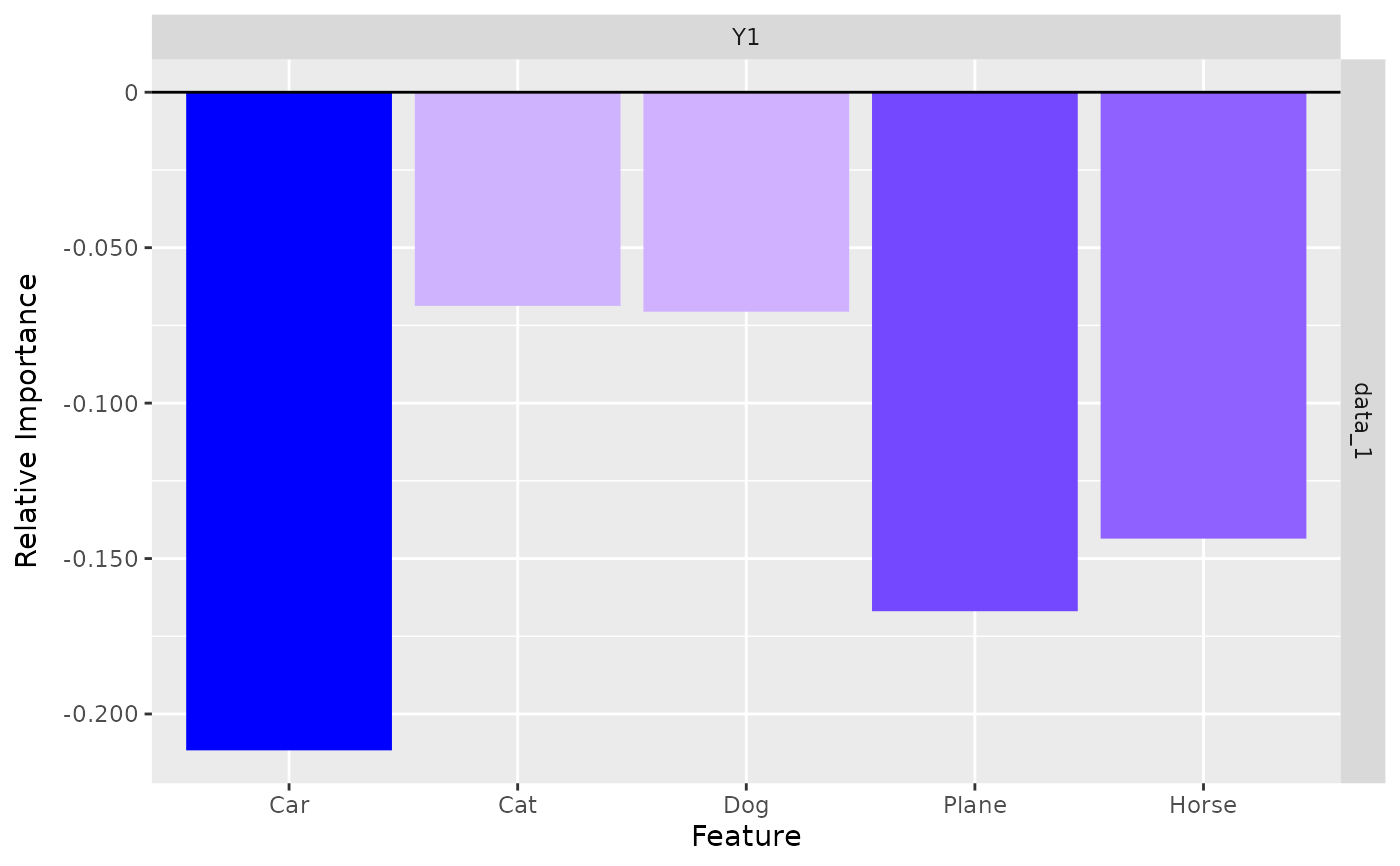 Y1
0
-0.050
-0.100
-0.150
-0.200
Relative Importance
data_1
Car
Cat
Dog
Plane
Horse
Feature